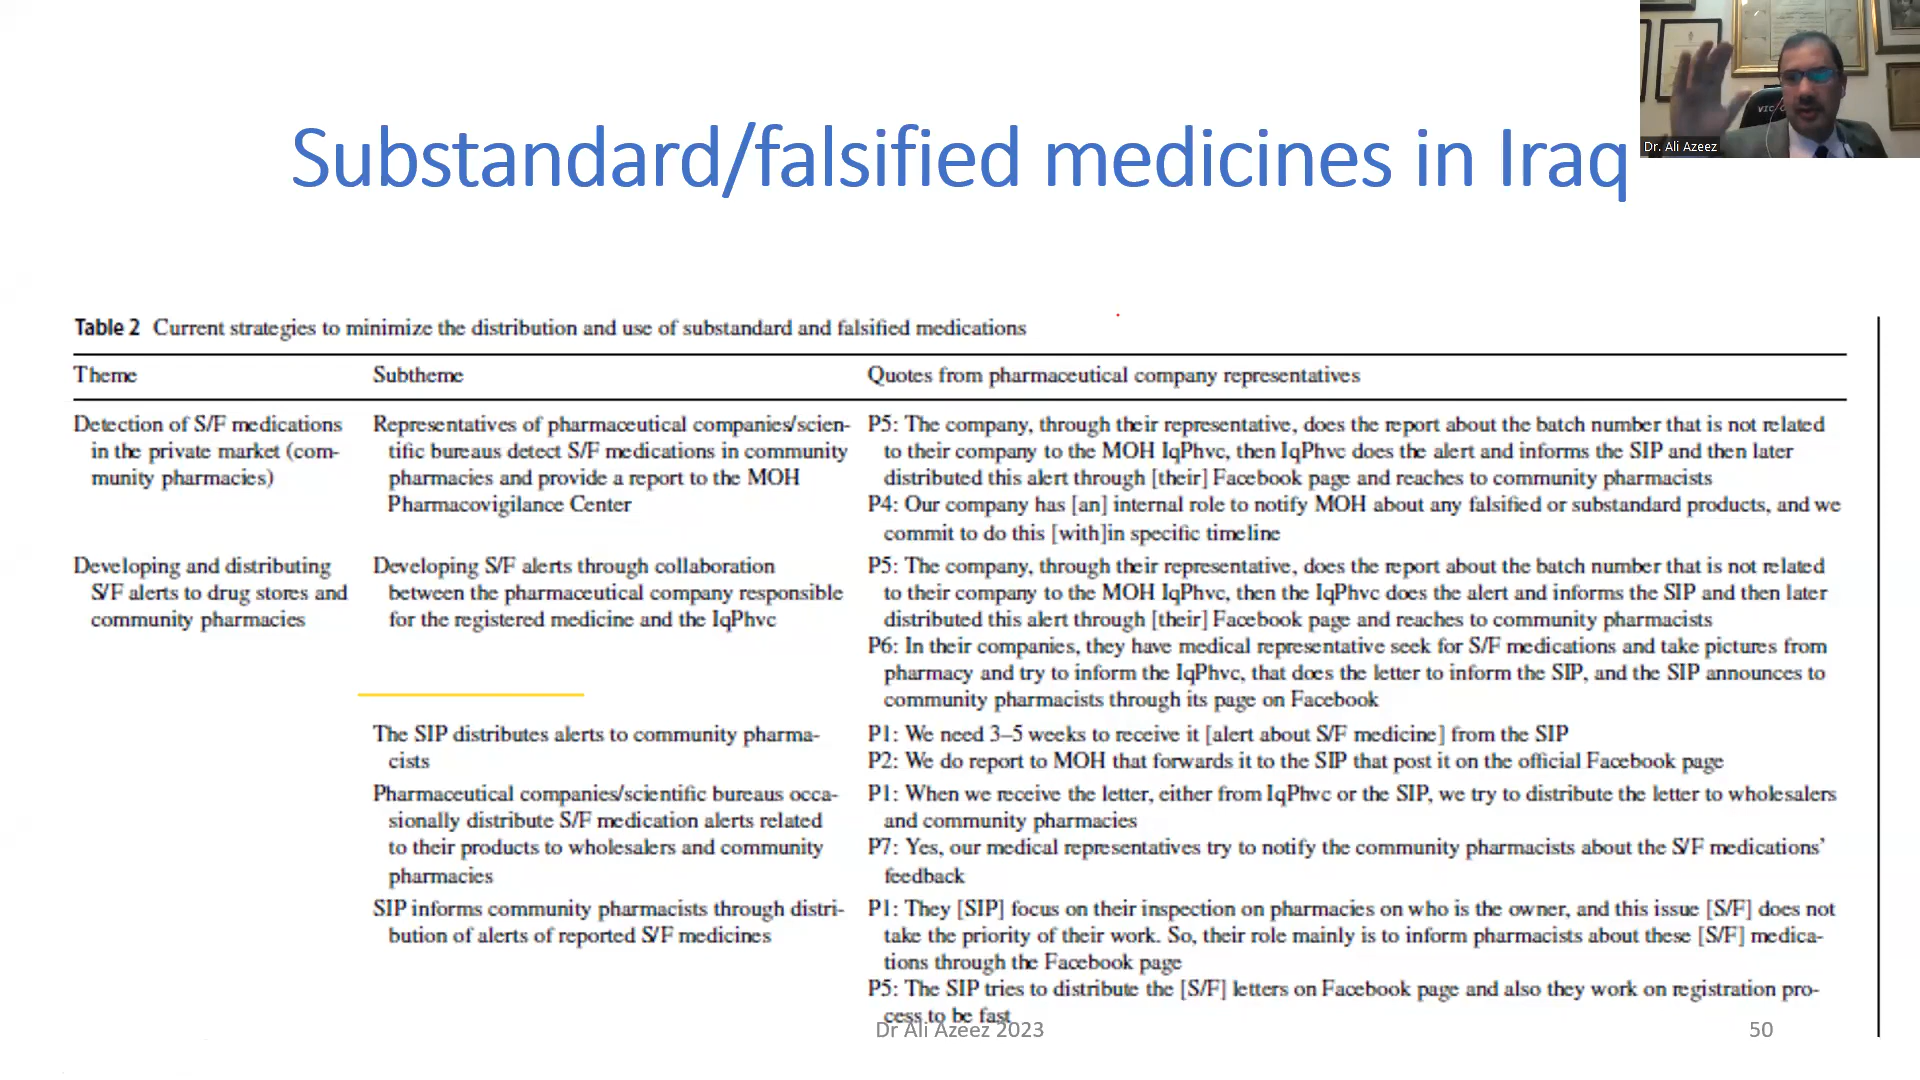 Substandard/falsified medicines in Iraq
VIC
Dr. Ali Azeez
Table 2 Current strategies to minimize the distribution and use of substandard and falsified medications
Theme
Subtheme
Quotes from pharmaceutical company representatives
Detection of S/F medications
in the private market (com-
munity pharmacies)
Representatives of pharmaceutical companies/scien-
tific bureaus detect S/F medications in community
pharmacies and provide a report to the MOH
Pharmacovigilance Center
P5: The company, through their representative, does the report about the batch number that is not related
to their company to the MOH IqPhvc, then IqPhvc does the alert and informs the SIP and then later
distributed this alert through [their] Facebook page and reaches to community pharmacists
P4: Our company has [an] internal role to notify MOH about any falsified or substandard products, and we
commit to do this [with]in specific timeline
Developing and distributing
S/F alerts to drug stores and
community pharmacies
Developing S/F alerts through collaboration
between the pharmaceutical company responsible
for the registered medicine and the IqPhvc
P5: The company, through their representative, does the report about the batch number that is not related
to their company to the MOH IqPhvc, then the IqPhvc does the alert and informs the SIP and then later
distributed this alert through [their] Facebook page and reaches to community pharmacists
P6: In their companies, they have medical representative seek for S/F medications and take pictures from
pharmacy and try to inform the IqPhvc, that does the letter to inform the SIP, and the SIP announces to
community pharmacists through its page on Facebook
The SIP distributes alerts to community pharma-
cists
P1: We need 3–5 weeks to receive it [alert about S/F medicine] from the SIP
P2: We do report to MOH that forwards it to the SIP that post it on the official Facebook page
Pharmaceutical companies/scientific bureaus occa-
sionally distribute S/F medication alerts related
to their products to wholesalers and community
pharmacies
P1: When we receive the letter, either from IqPhvc or the SIP, we try to distribute the letter to wholesalers
and community pharmacies
P7: Yes, our medical representatives try to notify the community pharmacists about the S/F medications’
feedback
SIP informs community pharmacists through distri-
bution of alerts of reported S/F medicines
P1: They [SIP] focus on their inspection on pharmacies on who is the owner, and this issue [S/F] does not
take the priority of their work. So, their role mainly is to inform pharmacists about these [S/F] medica-
tions through the Facebook page
P5: The SIP tries to distribute the [S/F] letters on Facebook page and also they work on registration pro-
cess to be fast
Dr Ali Azeez 2023
50